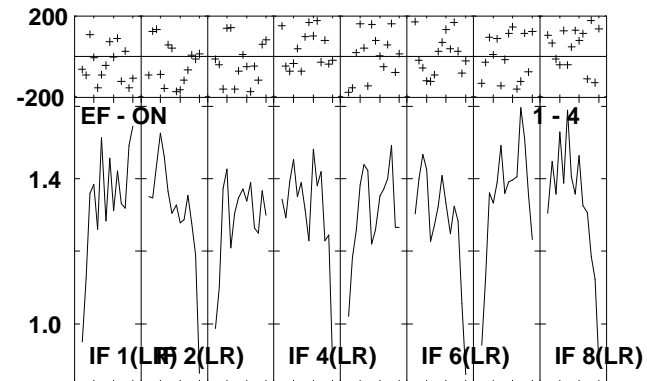 200
-200
EF - ON 1 - 4
1.4
1.0
IF 1(LR) IF 2(LR) IF 4(LR) IF 6(LR) IF 8(LR)